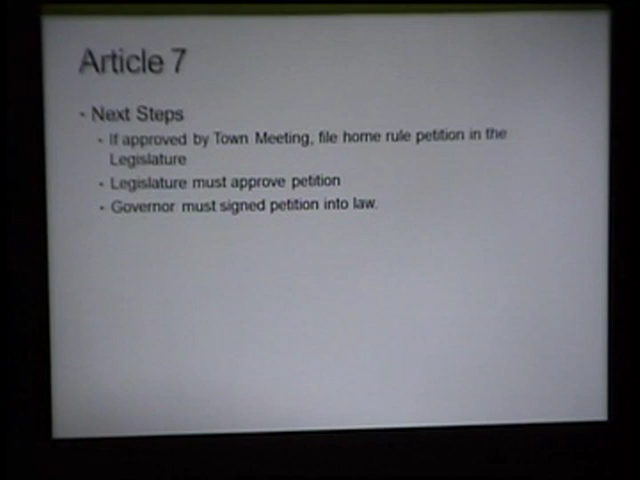 Article 7
• Next Steps
• If approved by Town Meeting, file home rule petition in the
Legislature
• Legislature must approve petition
• Governor must signed petition into law.